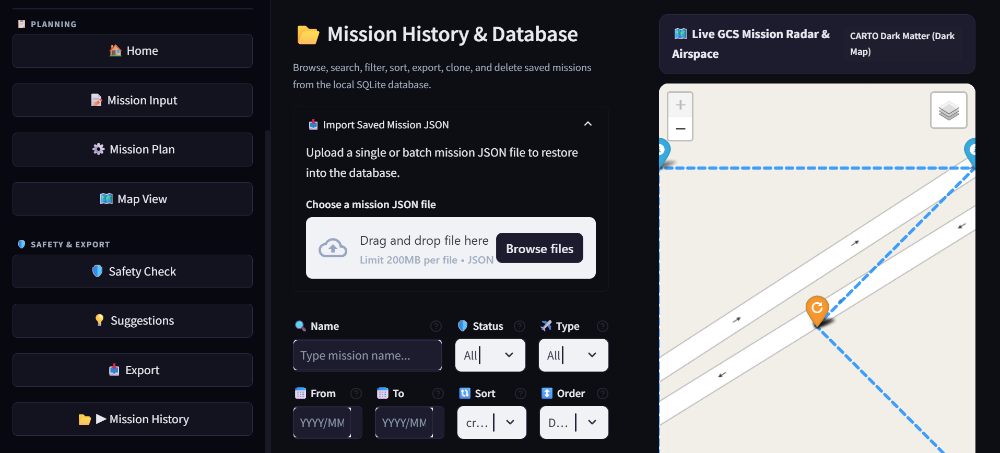 PLANNING
Home
Mission Input
Mission Plan
Map View
SAFETY & EXPORT
Safety Check
Suggestions
Export
▶ Mission History
Mission History & Database
Browse, search, filter, sort, export, clone, and delete saved missions
from the local SQLite database.
Import Saved Mission JSON
Upload a single or batch mission JSON file to restore
into the database.
Choose a mission JSON file
Drag and drop file here
Limit 200MB per file • JSON
Browse files
Name
Status
Type
Type mission name...
All
All
From
To
Sort
Order
YYYY/MM
YYYY/MM
cr...
D...
Live GCS Mission Radar &
Airspace
CARTO Dark Matter (Dark
Map)
+
−